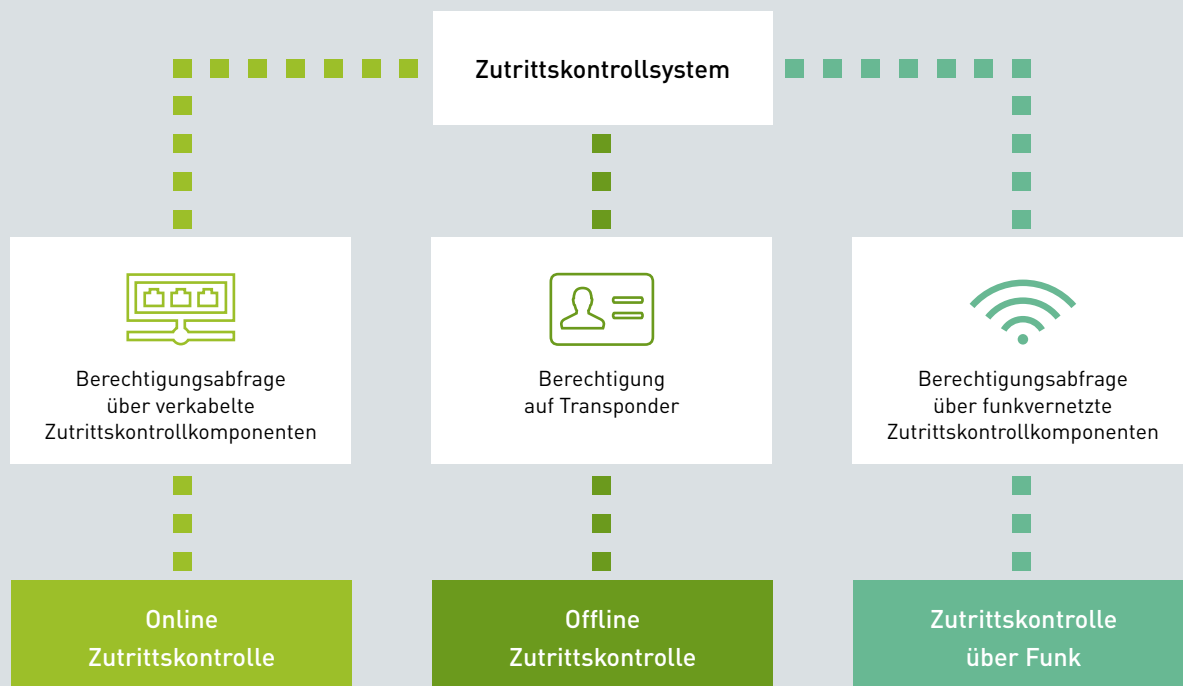 Zutrittskontrollsystem
Berechtigungsabfrage
über verkabelte
Zutrittskontrollkomponenten
Berechtigung
auf Transponder
Berechtigungsabfrage
über funkvernetzte
Zutrittskontrollkomponenten
Online
Zutrittskontrolle
Offline
Zutrittskontrolle
Zutrittskontrolle
über Funk